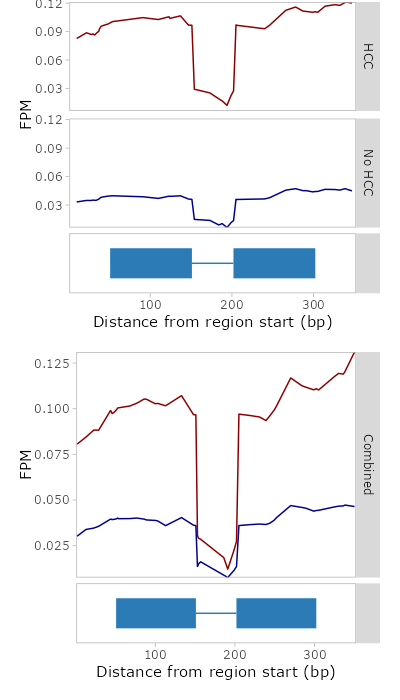 0.12
0.09
0.06
0.03
HCC
FPM
0.12
0.09
0.06
0.03
No HCC
100 200 300
Distance from region start (bp)
0.125
0.100
0.075
0.050
0.025
FPM
Combined
100 200 300
Distance from region start (bp)